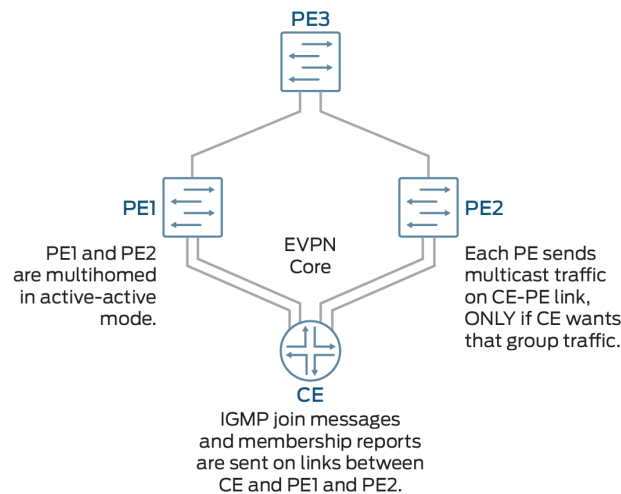 PE3
PE1
PE2
EVPN
Core
PE1 and PE2
are multihomed
in active-active
mode.
Each PE sends
multicast traffic
on CE-PE link,
ONLY if CE wants
that group traffic.
CE
IGMP join messages
and membership reports
are sent on links between
CE and PE1 and PE2.